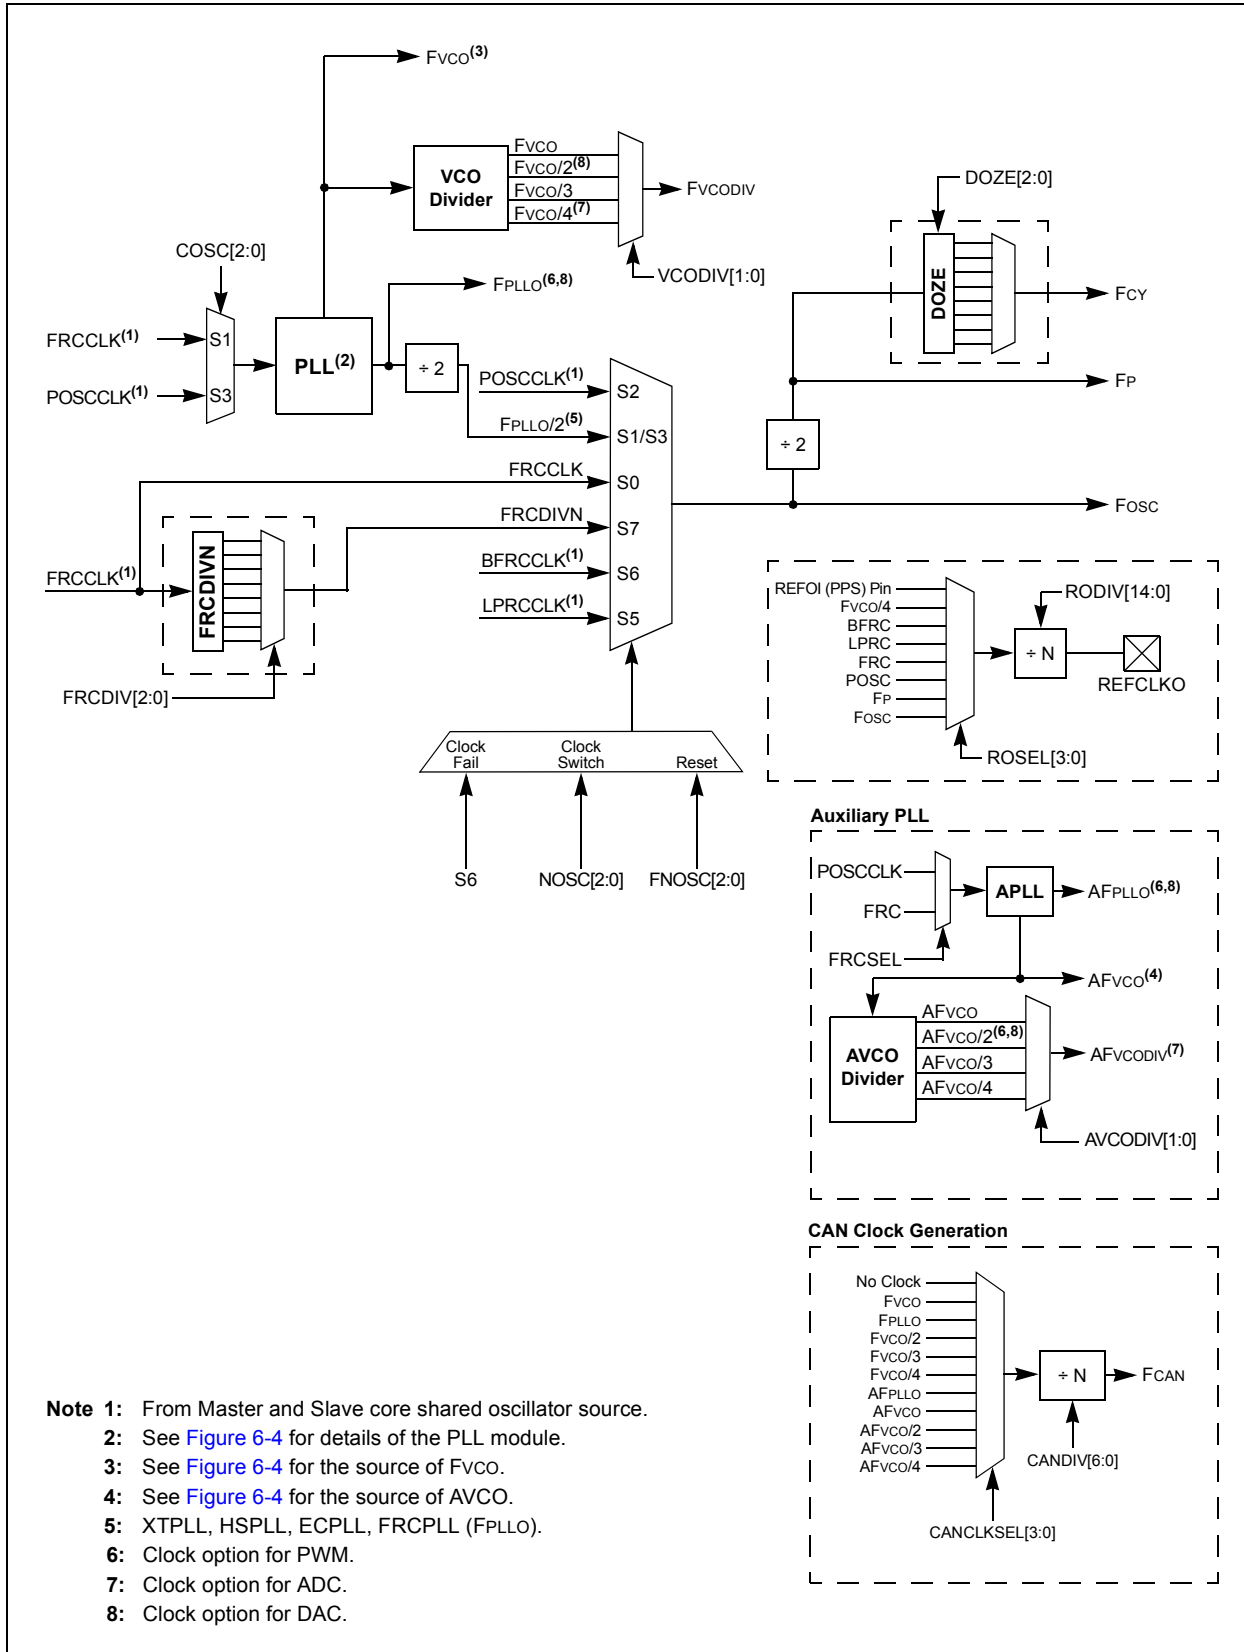 FVCO(3)
VCO
Divider
FVCO
FVCO/2(8)
FVCO/3
FVCO/4(7)
FVCODIV
VCODIV[1:0]
DOZE[2:0]
DOZE
FCY
COSC[2:0]
FPLLO(6,8)
FRCCLK(1)
S1
POSCCLK(1)
S3
PLL(2)
÷ 2
POSCCLK(1)
S2
FPLLO/2(5)
S1/S3
FRCCLK
S0
FRCDIVN
S7
BFRCCLK(1)
S6
LPRCCLK(1)
S5
FP
÷ 2
FOSC
FRCCLK(1)
FRCDIVN
FRCDIV[2:0]
Clock
Fail
Clock
Switch
Reset
S6
NOSC[2:0]
FNOSC[2:0]
REFOI (PPS) Pin
FVCO/4
BFRC
LPRC
FRC
POSC
FP
FOSC
RODIV[14:0]
÷ N
REFCLKO
ROSEL[3:0]
Auxiliary PLL
POSCCLK
FRC
FRCSEL
APLL
AFPLLO(6,8)
AFVCO(4)
AVCO
Divider
AFVCO
AFVCO/2(6,8)
AFVCO/3
AFVCO/4
AFVCODIV(7)
AVCODIV[1:0]
CAN Clock Generation
No Clock
FVCO
FPLLO
FVCO/2
FVCO/3
FVCO/4
AFPLLO
AFVCO
AFVCO/2
AFVCO/3
AFVCO/4
÷ N
FCAN
CANDIV[6:0]
CANCLKSEL[3:0]
Note 1: From Master and Slave core shared oscillator source.
2: See Figure 6-4 for details of the PLL module.
3: See Figure 6-4 for the source of FVCO.
4: See Figure 6-4 for the source of AVCO.
5: XTPLL, HSPLL, ECPLL, FRCPLL (FPLLO).
6: Clock option for PWM.
7: Clock option for ADC.
8: Clock option for DAC.